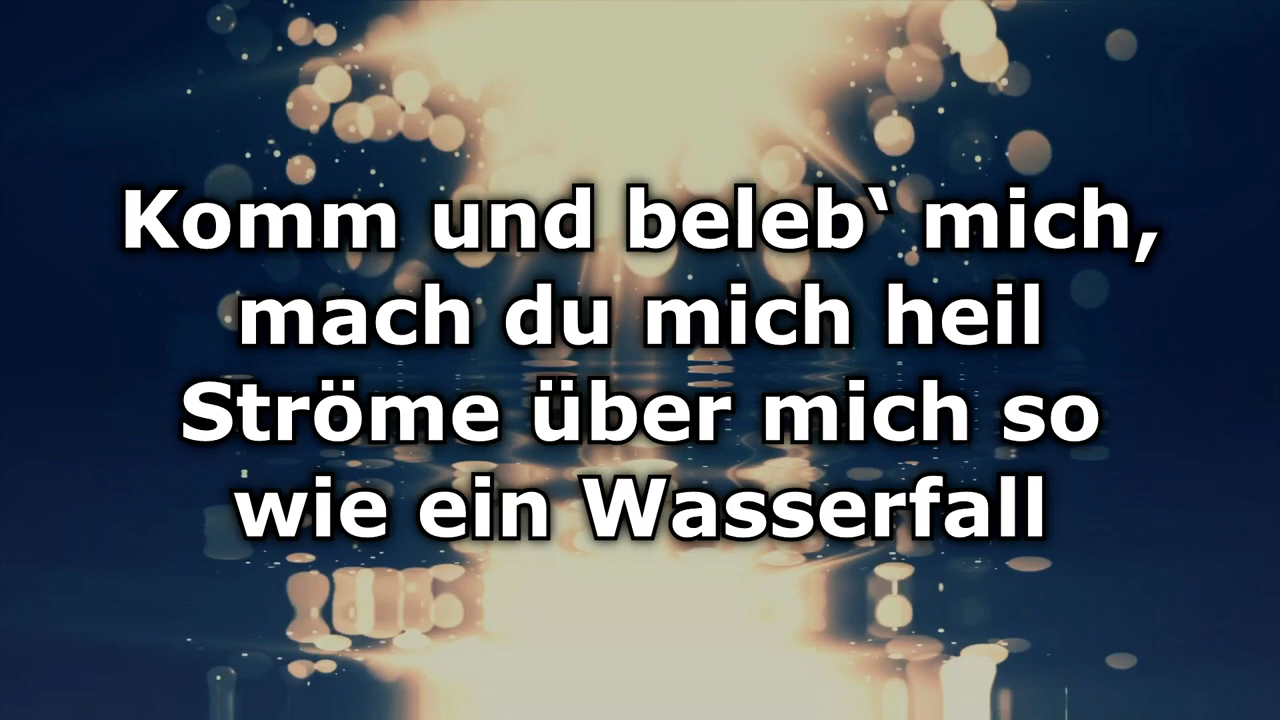 Komm und beleb‘ mich,
mach du mich heil
Ströme über mich so
wie ein Wasserfall